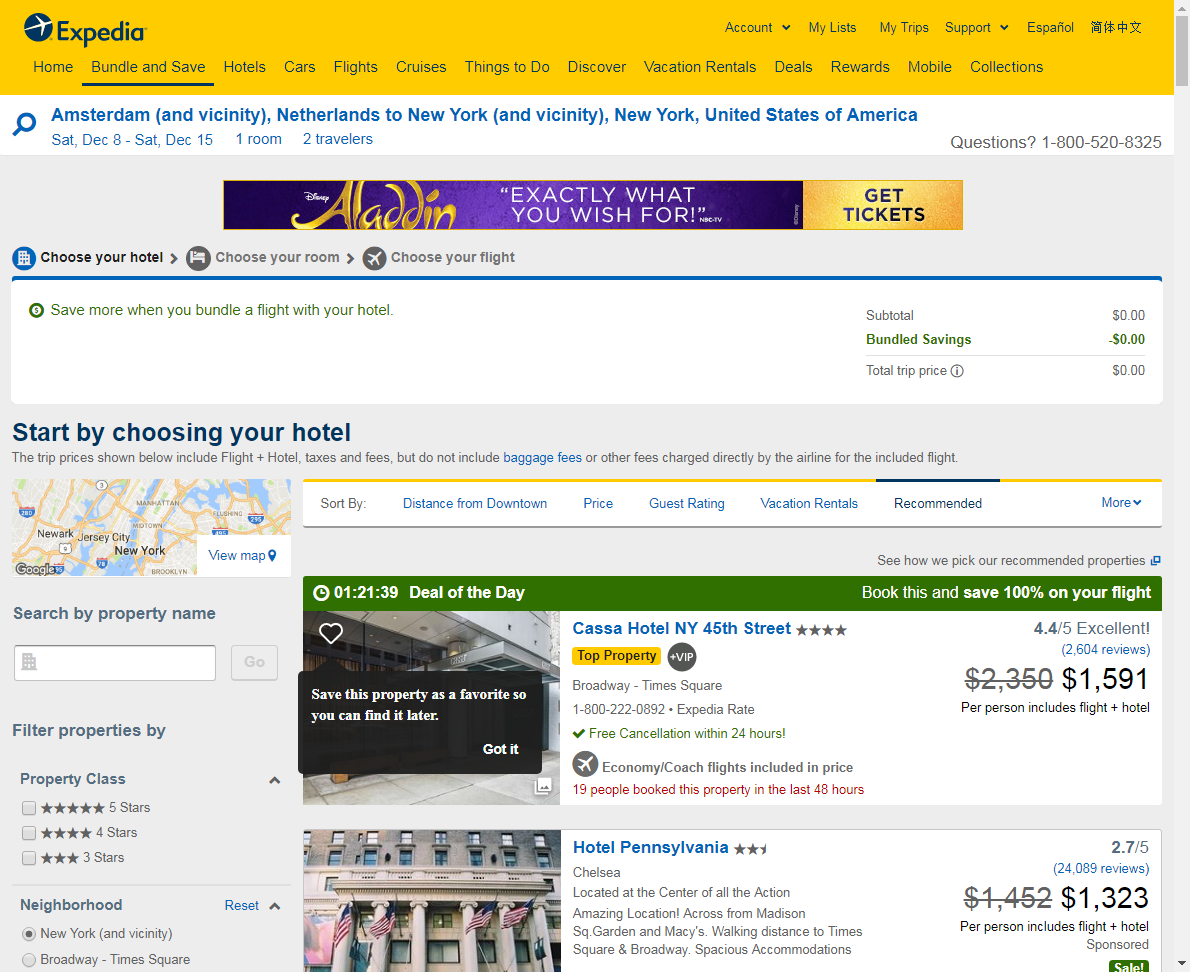 Expedia
Account
My Lists
My Trips
Support
Español
简体中文
Home
Bundle and Save
Hotels
Cars
Flights
Cruises
Things to Do
Discover
Vacation Rentals
Deals
Rewards
Mobile
Collections
Amsterdam (and vicinity), Netherlands to New York (and vicinity), New York, United States of America
Sat, Dec 8 - Sat, Dec 15
1 room
2 travelers
Questions? 1-800-520-8325
Disney
Aladdin
"EXACTLY WHAT
YOU WISH FOR!" NBC-TV
©Disney
GET
TICKETS
Choose your hotel
Choose your room
Choose your flight
Save more when you bundle a flight with your hotel.
Subtotal $0.00
Bundled Savings -$0.00
Total trip price $0.00
Start by choosing your hotel
The trip prices shown below include Flight + Hotel, taxes and fees, but do not include baggage fees or other fees charged directly by the airline for the included flight.
3
280
MANHATTAN
FLUSHING
295
MIDTOWN
495
Newark
Jersey City
9
New York
78
BROOKLYN
Google
View map
Sort By:
Distance from Downtown
Price
Guest Rating
Vacation Rentals
Recommended
More
See how we pick our recommended properties
Search by property name
Go
Filter properties by
Property Class
5 Stars
4 Stars
3 Stars
Neighborhood
Reset
New York (and vicinity)
Broadway - Times Square
01:21:39 Deal of the Day
Book this and save 100% on your flight
Save this property as a favorite so
you can find it later.
Got it
Cassa Hotel NY 45th Street
Top Property
+VIP
Broadway - Times Square
1-800-222-0892 • Expedia Rate
Free Cancellation within 24 hours!
Economy/Coach flights included in price
19 people booked this property in the last 48 hours
4.4/5 Excellent!
(2,604 reviews)
$2,350 $1,591
Per person includes flight + hotel
Hotel Pennsylvania
Chelsea
Located at the Center of all the Action
Amazing Location! Across from Madison
Sq.Garden and Macy's. Walking distance to Times
Square & Broadway. Spacious Accommodations
2.7/5
(24,089 reviews)
$1,452 $1,323
Per person includes flight + hotel
Sponsored
Sale!